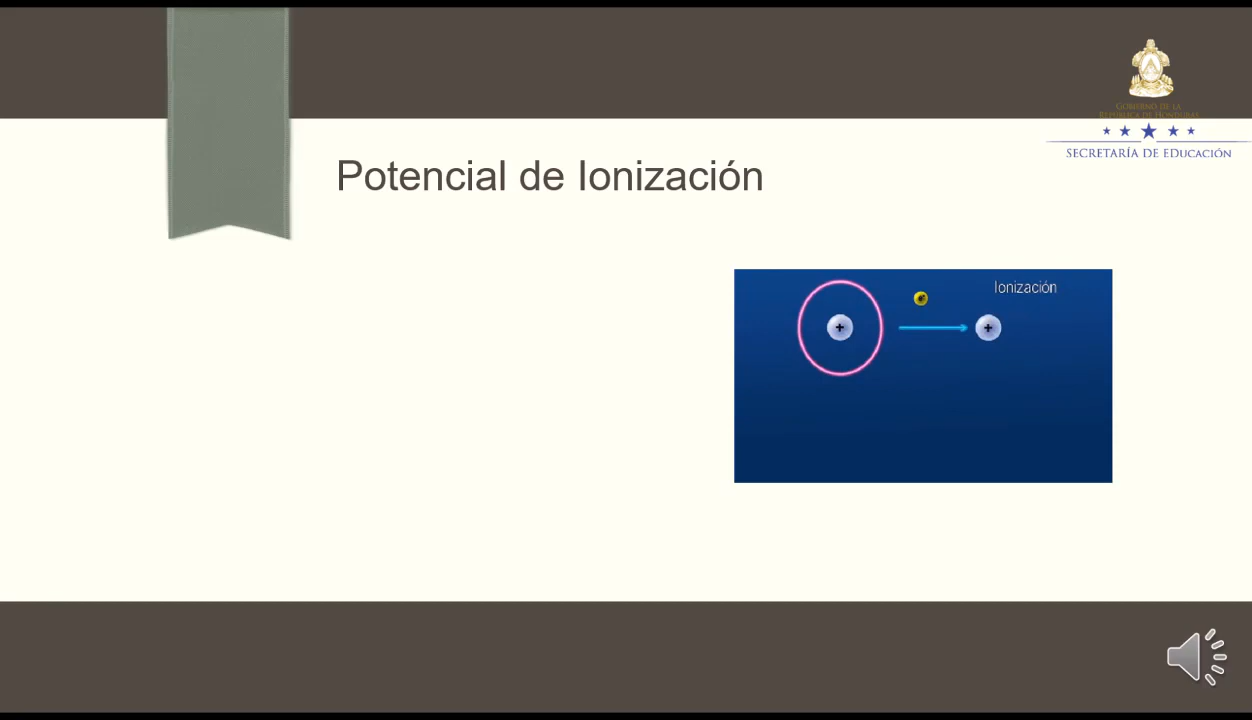 GOBIERNO DE LA
REPÚBLICA DE HONDURAS
SECRETARÍA DE EDUCACIÓN
Potencial de Ionización
Ionización
+
+